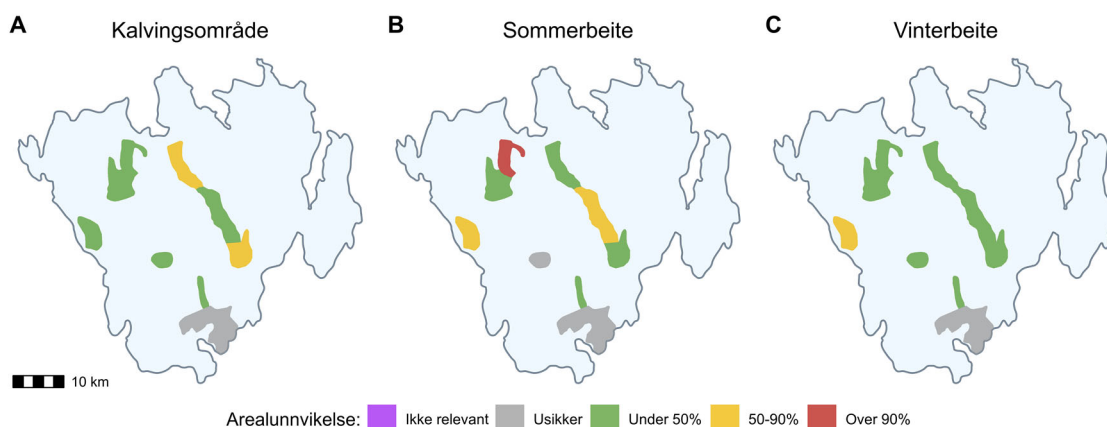 A Kalvingsområde B Sommerbeite C Vinterbeite
10 km
Arealunnvikelse: Ikke relevant Usikker Under 50% 50-90% Over 90%